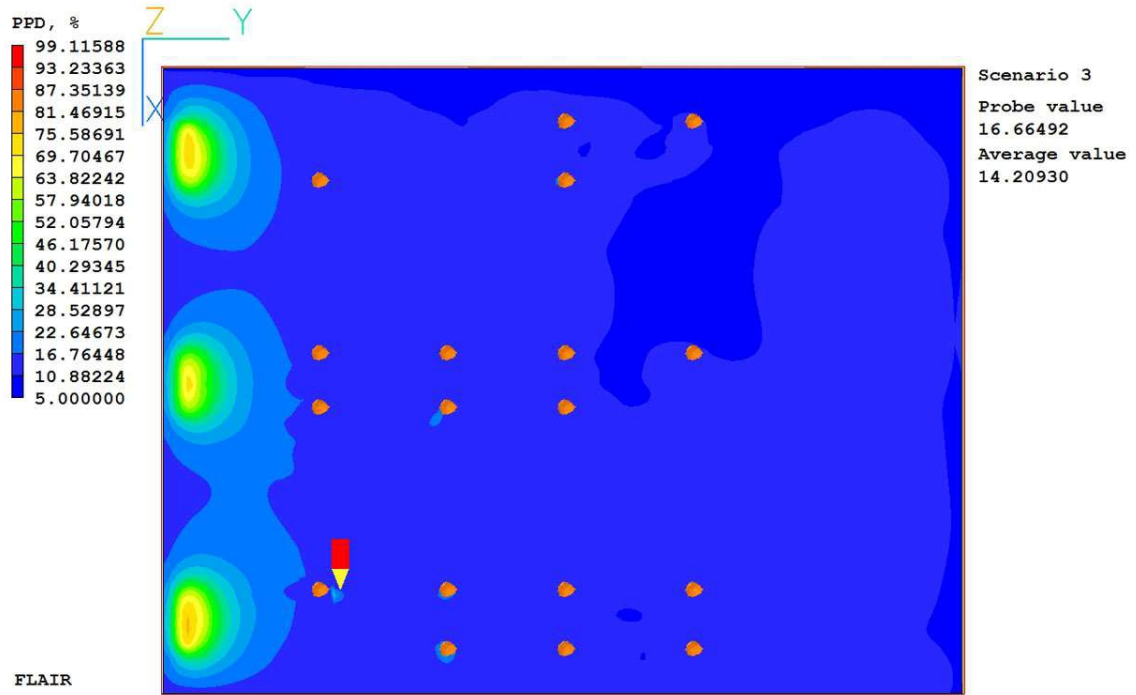 PPD, %
99.11588
93.23363
87.35139
81.46915
75.58691
69.70467
63.82242
57.94018
52.05794
46.17570
40.29345
34.41121
28.52897
22.64673
16.76448
10.88224
5.000000
Z
Y
X
Scenario 3
Probe value
16.66492
Average value
14.20930
FLAIR